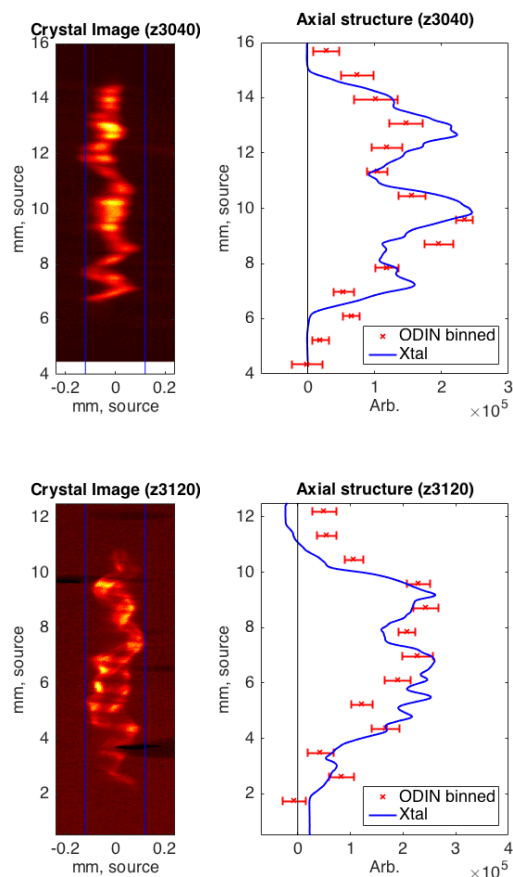 Crystal Image (z3040)
16
14
12
10
8
6
4
mm, source
-0.2 0 0.2
mm, source
Axial structure (z3040)
16
14
12
10
8
6
4
mm, source
ODIN binned
Xtal
0 1 2 3
Arb.
×10⁵
Crystal Image (z3120)
12
10
8
6
4
2
mm, source
-0.2 0 0.2
mm, source
Axial structure (z3120)
12
10
8
6
4
2
mm, source
ODIN binned
Xtal
0 1 2 3 4
Arb.
×10⁵